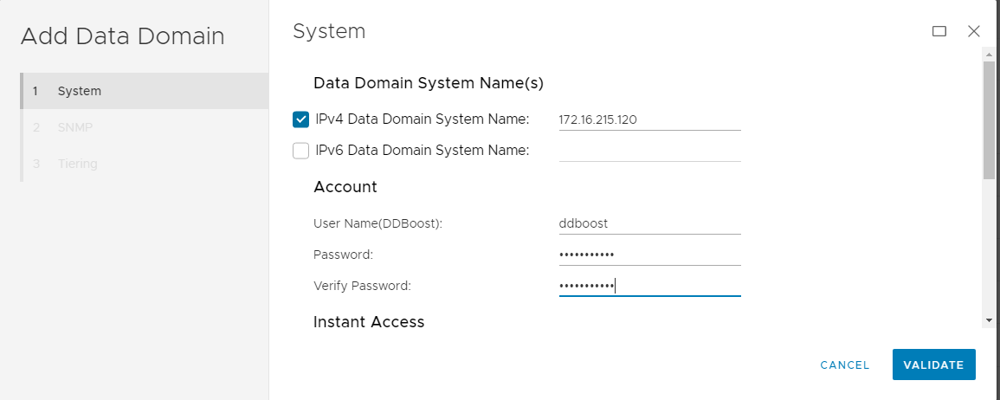 Add Data Domain
1 System
2 SNMP
3 Tiering
System
Data Domain System Name(s)
IPv4 Data Domain System Name: 172.16.215.120
IPv6 Data Domain System Name:
Account
User Name(DDBoost): ddboost
Password: •••••••••••
Verify Password: •••••••••••
Instant Access
CANCEL VALIDATE